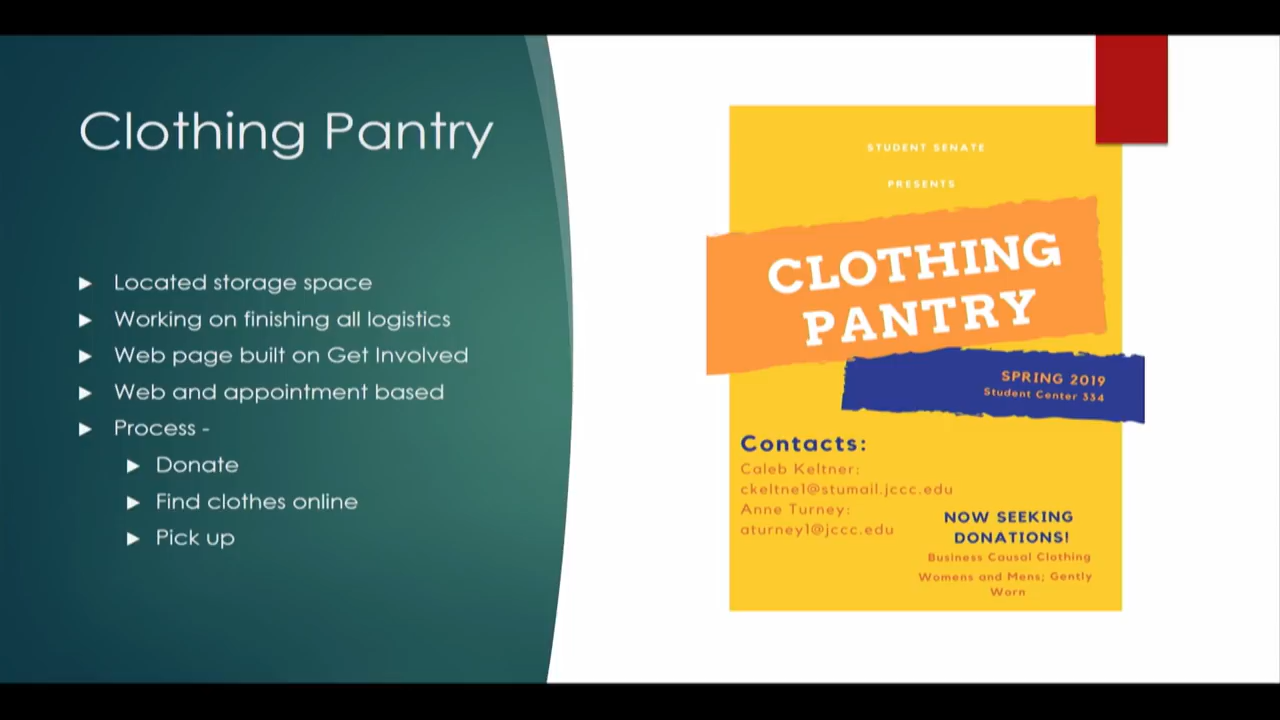 Clothing Pantry
Located storage space
Working on finishing all logistics
Web page built on Get Involved
Web and appointment based
Process -
Donate
Find clothes online
Pick up
STUDENT SENATE
PRESENTS
CLOTHING
PANTRY
SPRING 2019
Student Center 334
Contacts:
Caleb Keltner:
ckeltne1@stumail.jccc.edu
Anne Turney:
aturney1@jccc.edu
NOW SEEKING
DONATIONS!
Business Causal Clothing
Womens and Mens; Gently
Worn